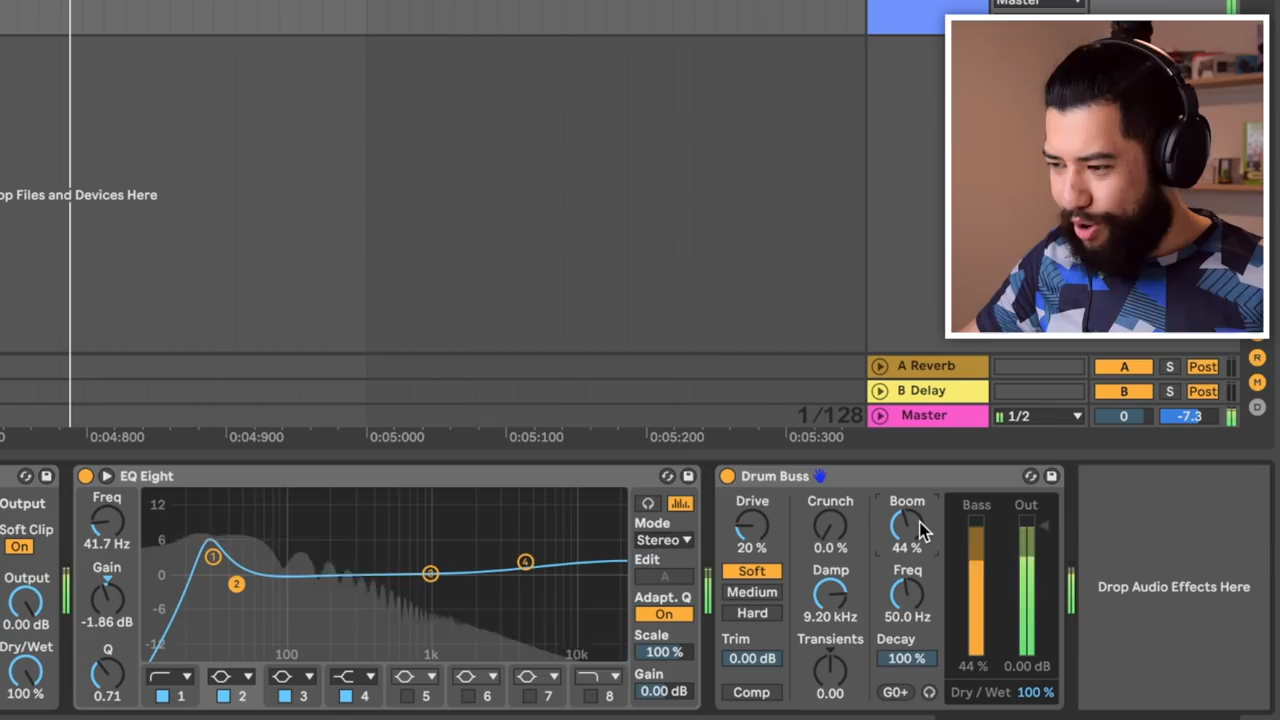 Master
op Files and Devices Here
A Reverb
A
S
Post
R
B Delay
B
S
Post
M
1/128
Master
1/2
0
-7.3
D
0:04:800
0:04:900
0:05:000
0:05:100
0:05:200
0:05:300
Output
Soft Clip
On
Output
0.00 dB
Dry/Wet
100 %
EQ Eight
Freq
41.7 Hz
Gain
-1.86 dB
Q
0.71
12
6
0
-6
-12
1
2
3
4
100
1k
10k
1
2
3
4
5
6
7
8
Mode
Stereo
Edit
A
Adapt. Q
On
Scale
100 %
Gain
0.00 dB
Drum Buss
Drive
20 %
Soft
Medium
Hard
Trim
0.00 dB
Comp
Crunch
0.0 %
Damp
9.20 kHz
Transients
0.00
Boom
44 %
Freq
50.0 Hz
Decay
100 %
G0+
Bass
Out
44 %
0.00 dB
Dry / Wet 100 %
Drop Audio Effects Here